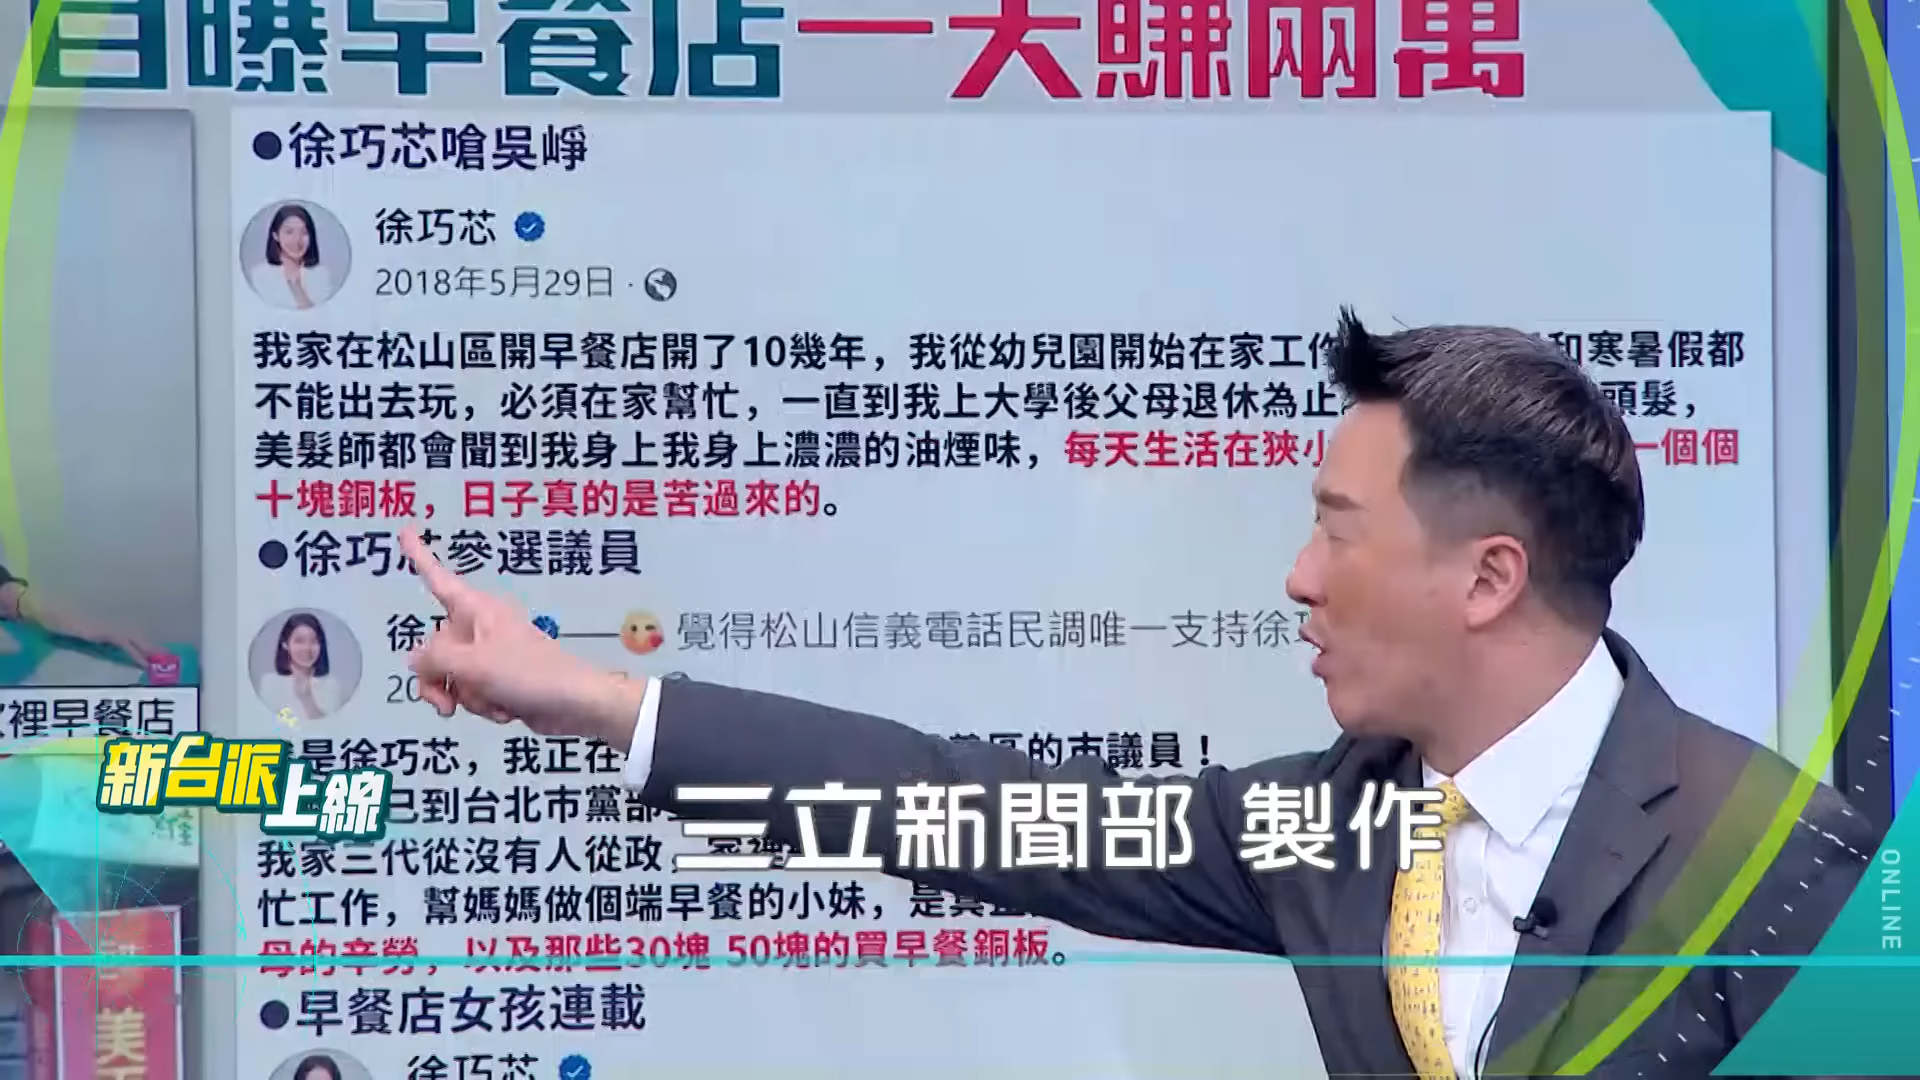 自曝早餐店一天賺兩萬
●徐巧芯嗆吳崢
徐巧芯
2018年5月29日
我家在松山區開早餐店開了10幾年，我從幼兒園開始在家工作
和寒暑假都
不能出去玩，必須在家幫忙，一直到我上大學後父母退休為止
頭髮，
美髮師都會聞到我身上我身上濃濃的油煙味，每天生活在狹小
一個個
十塊銅板，日子真的是苦過來的。
●徐巧芯參選議員
徐
覺得松山信義電話民調唯一支持徐巧
20
是徐巧芯，我正在
區的市議員！
已到台北市黨部
我家三代從沒有人從政，家裡
忙工作，幫媽媽做個端早餐的小妹，是真
母的辛勞，以及那些30塊 50塊的買早餐銅板。
●早餐店女孩連載
徐巧芯
裡早餐店
新台派上線
三立新聞部 製作
ONLINE
美